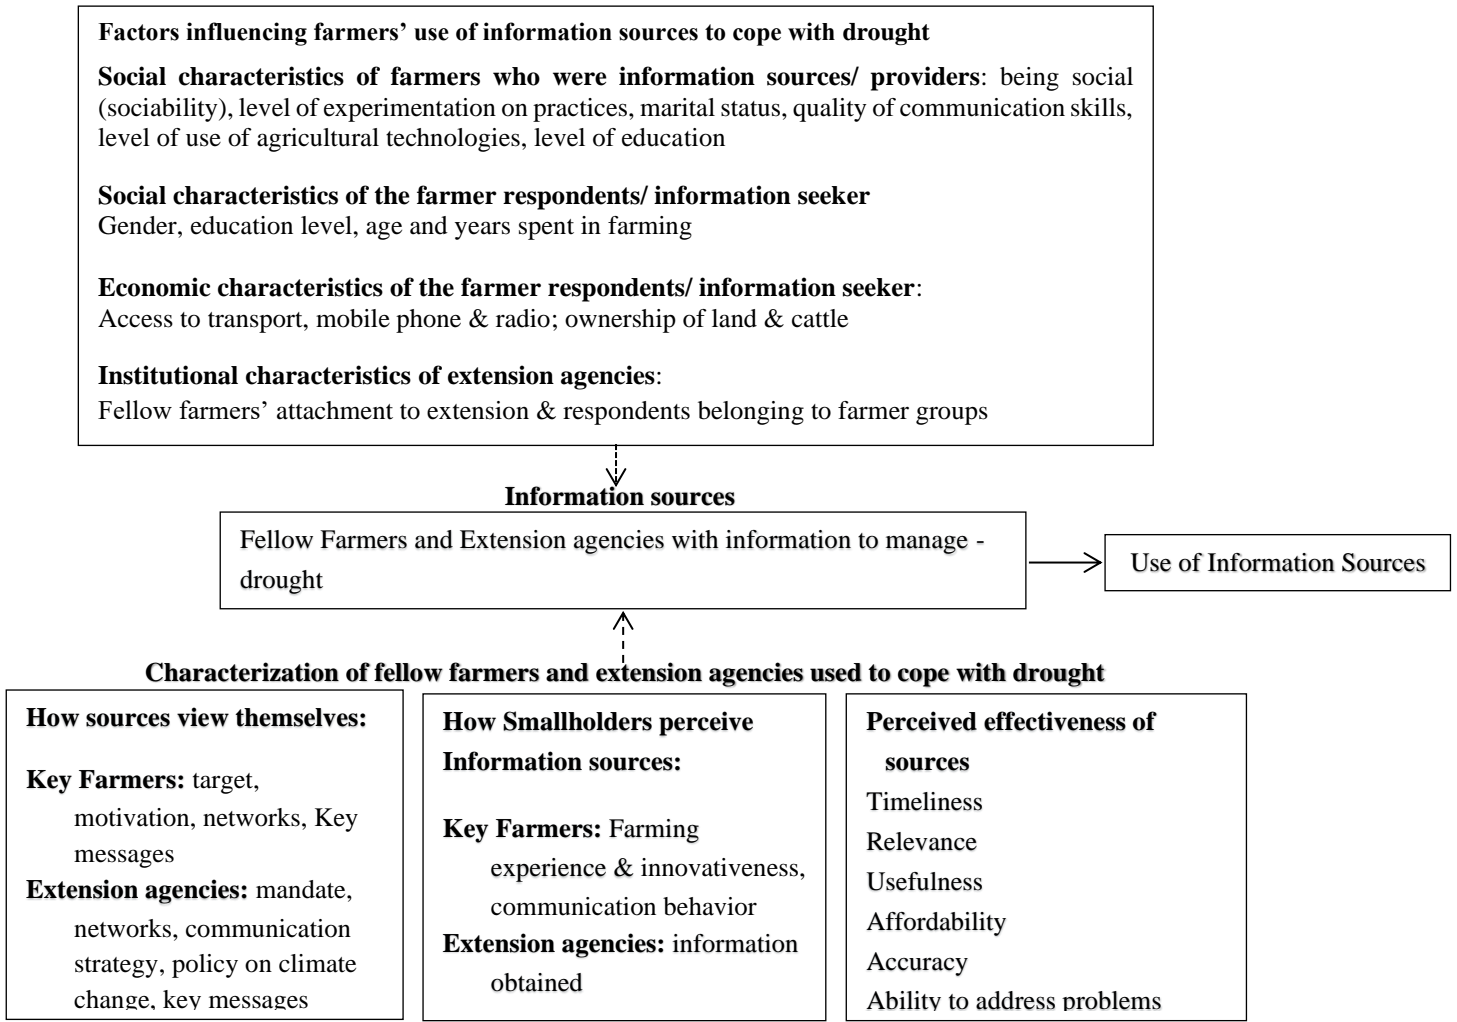 Factors influencing farmers’ use of information sources to cope with drought
Social characteristics of farmers who were information sources/ providers: being social
(sociability), level of experimentation on practices, marital status, quality of communication skills,
level of use of agricultural technologies, level of education
Social characteristics of the farmer respondents/ information seeker
Gender, education level, age and years spent in farming
Economic characteristics of the farmer respondents/ information seeker:
Access to transport, mobile phone & radio; ownership of land & cattle
Institutional characteristics of extension agencies:
Fellow farmers’ attachment to extension & respondents belonging to farmer groups
Information sources
Fellow Farmers and Extension agencies with information to manage -
drought
Use of Information Sources
Characterization of fellow farmers and extension agencies used to cope with drought
How sources view themselves:
Key Farmers: target,
motivation, networks, Key
messages
Extension agencies: mandate,
networks, communication
strategy, policy on climate
change, key messages
How Smallholders perceive
Information sources:
Key Farmers: Farming
experience & innovativeness,
communication behavior
Extension agencies: information
obtained
Perceived effectiveness of
sources
Timeliness
Relevance
Usefulness
Affordability
Accuracy
Ability to address problems